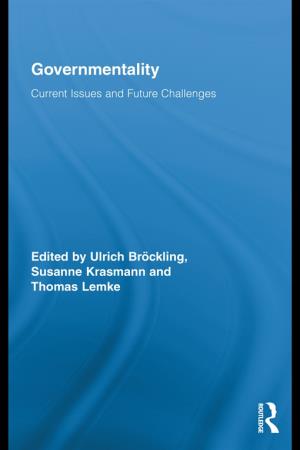 Governmentality
Current Issues and Future Challenges
Edited by Ulrich Bröckling,
Susanne Krasmann and
Thomas Lemke
ROUTLEDGE